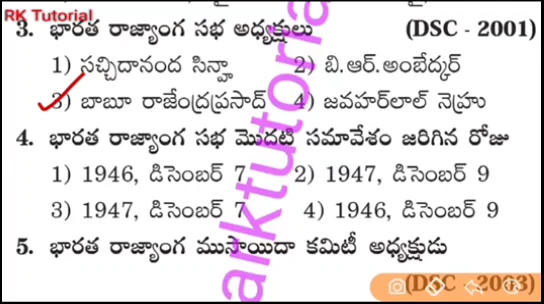 RK Tutorial
3. భారత రాజ్యాంగ సభ అధ్యక్షులు (DSC - 2001)
1) సచ్చిదానంద సిన్హా 2) బి.ఆర్.అంబేద్కర్
3) బాబూ రాజేంద్రప్రసాద్ 4) జవహర్‌లాల్ నెహ్రు
4. భారత రాజ్యాంగ సభ మొదటి సమావేశం జరిగిన రోజు
1) 1946, డిసెంబర్ 7 2) 1947, డిసెంబర్ 9
3) 1947, డిసెంబర్ 7 4) 1946, డిసెంబర్ 9
5. భారత రాజ్యాంగ ముసాయిదా కమిటీ అధ్యక్షుడు
(DSC - 2003)
arktutoria